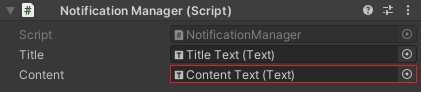 Notification Manager (Script)
Script NotificationManager
Title Title Text (Text)
Content Content Text (Text)